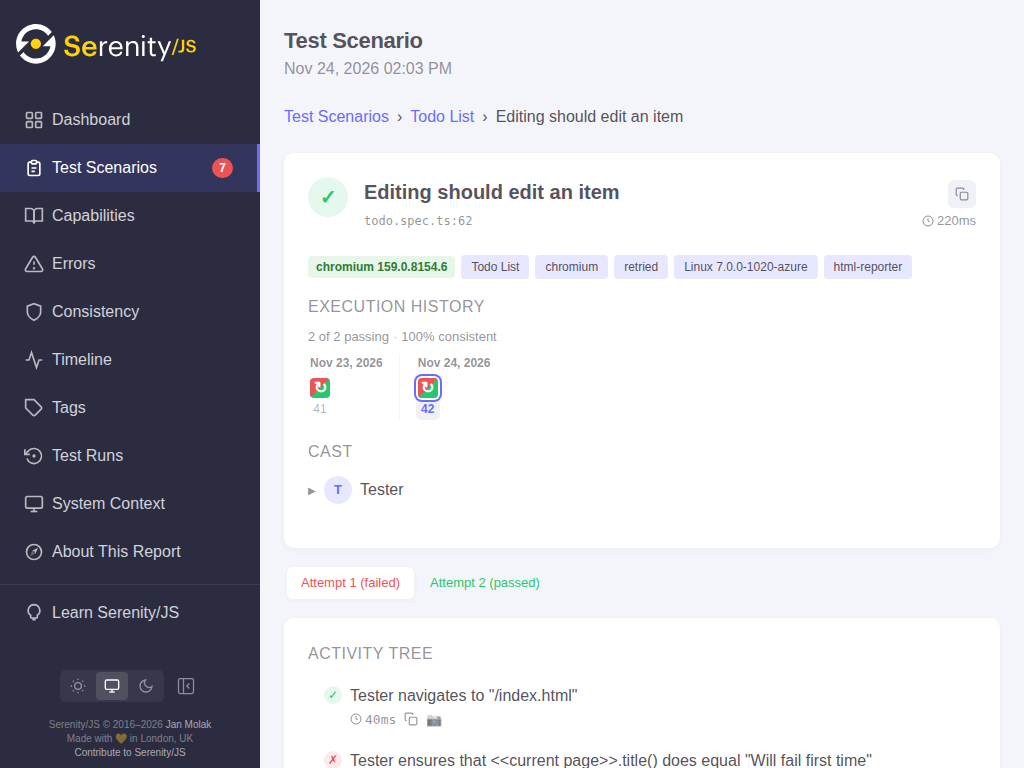 Serenity/JS
Dashboard
Test Scenarios 7
Capabilities
Errors
Consistency
Timeline
Tags
Test Runs
System Context
About This Report
Learn Serenity/JS
Serenity/JS © 2016–2026 Jan Molak
Made with 💛 in London, UK
Contribute to Serenity/JS
Test Scenario
Nov 24, 2026 02:03 PM
Test Scenarios › Todo List › Editing should edit an item
✓ Editing should edit an item
todo.spec.ts:62
220ms
chromium 159.0.8154.6 Todo List chromium retried Linux 7.0.0-1020-azure html-reporter
EXECUTION HISTORY
2 of 2 passing · 100% consistent
Nov 23, 2026 Nov 24, 2026
41 42
CAST
▶ T Tester
Attempt 1 (failed) Attempt 2 (passed)
ACTIVITY TREE
✓ Tester navigates to "/index.html"
40ms
✗ Tester ensures that <<current page>>.title() does equal "Will fail first time"